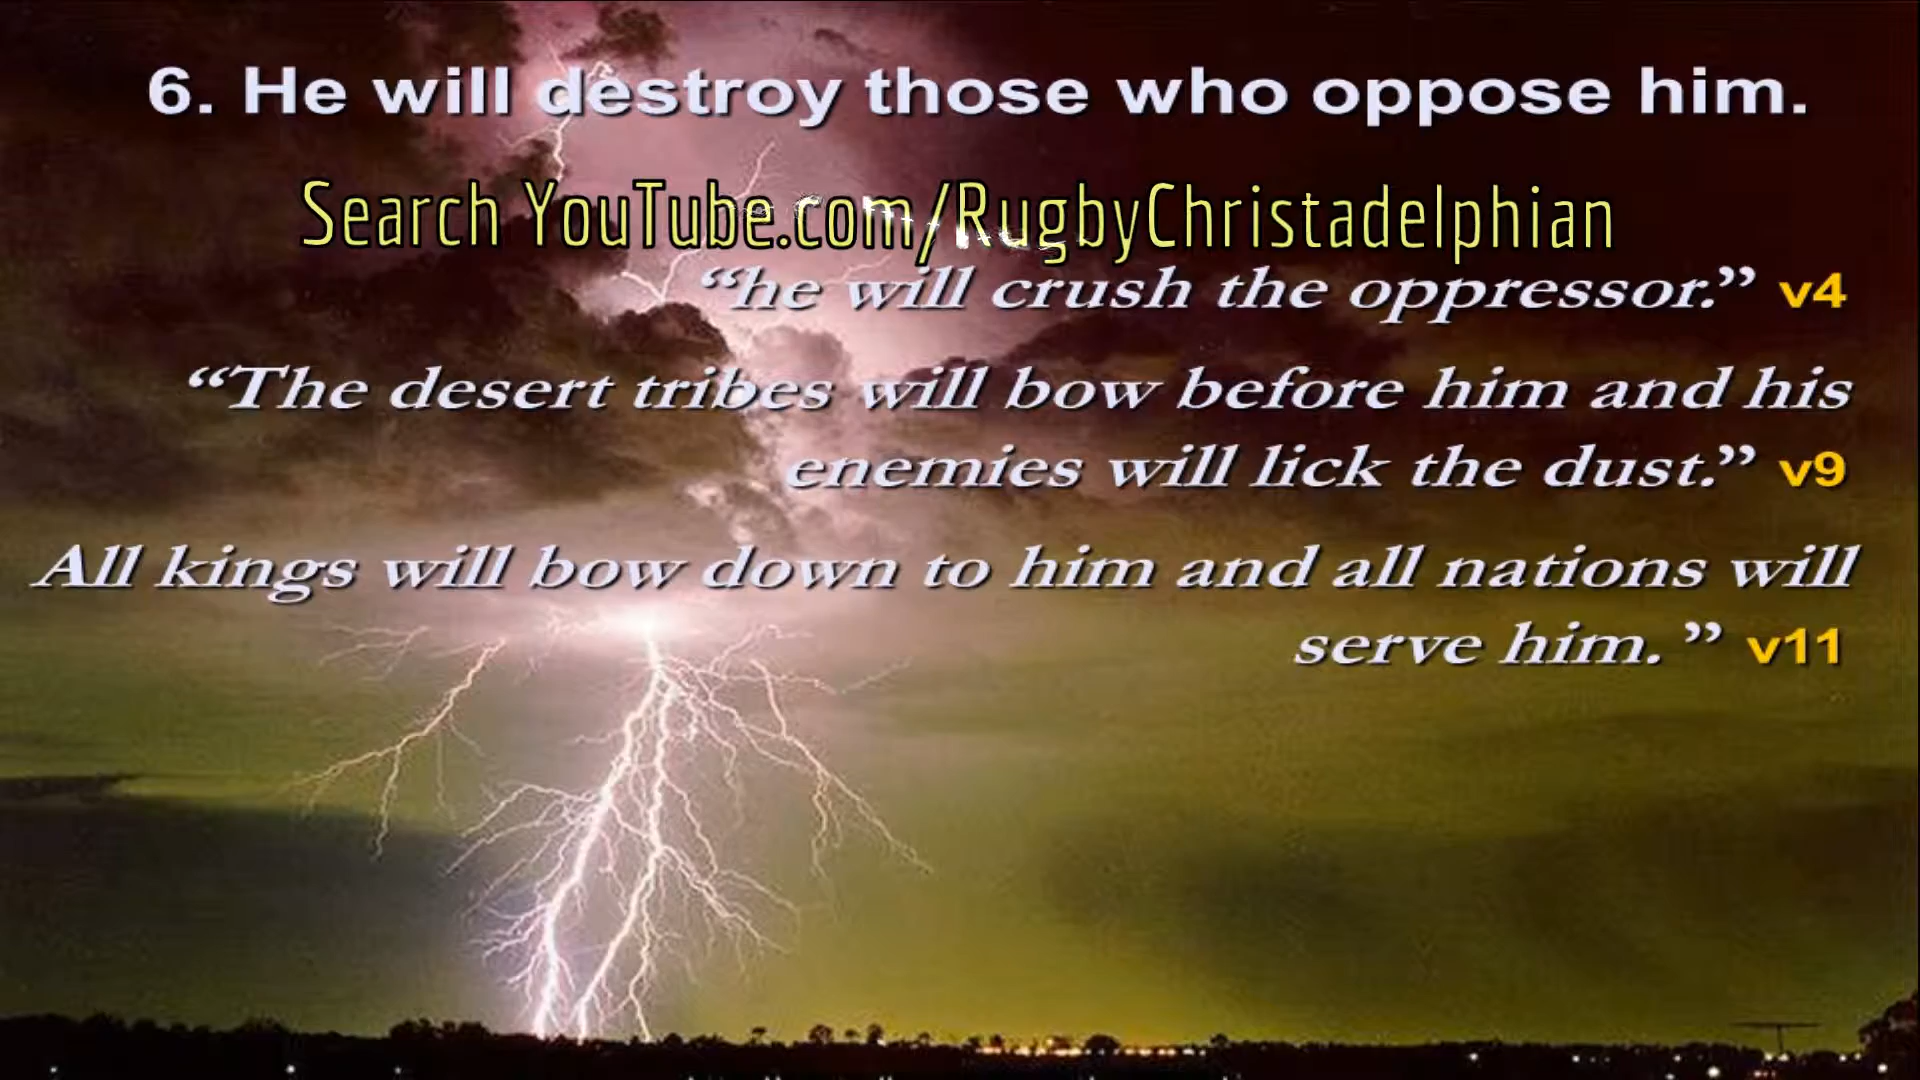 6. He will destroy those who oppose him.
Search YouTube.com/RugbyChristadelphian
“he will crush the oppressor.” v4
“The desert tribes will bow before him and his
enemies will lick the dust.” v9
All kings will bow down to him and all nations will
serve him. ” v11